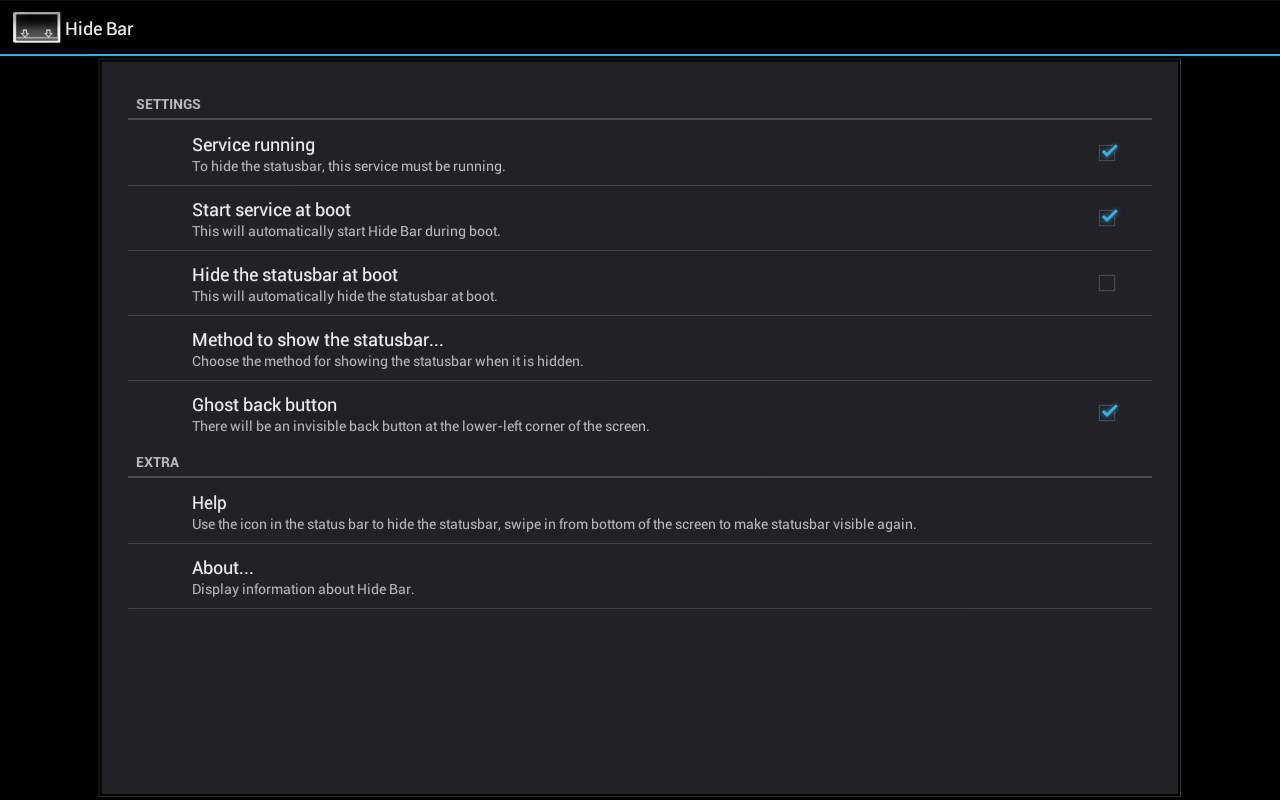 Hide Bar
SETTINGS
Service running
To hide the statusbar, this service must be running.
Start service at boot
This will automatically start Hide Bar during boot.
Hide the statusbar at boot
This will automatically hide the statusbar at boot.
Method to show the statusbar...
Choose the method for showing the statusbar when it is hidden.
Ghost back button
There will be an invisible back button at the lower-left corner of the screen.
EXTRA
Help
Use the icon in the status bar to hide the statusbar, swipe in from bottom of the screen to make statusbar visible again.
About...
Display information about Hide Bar.